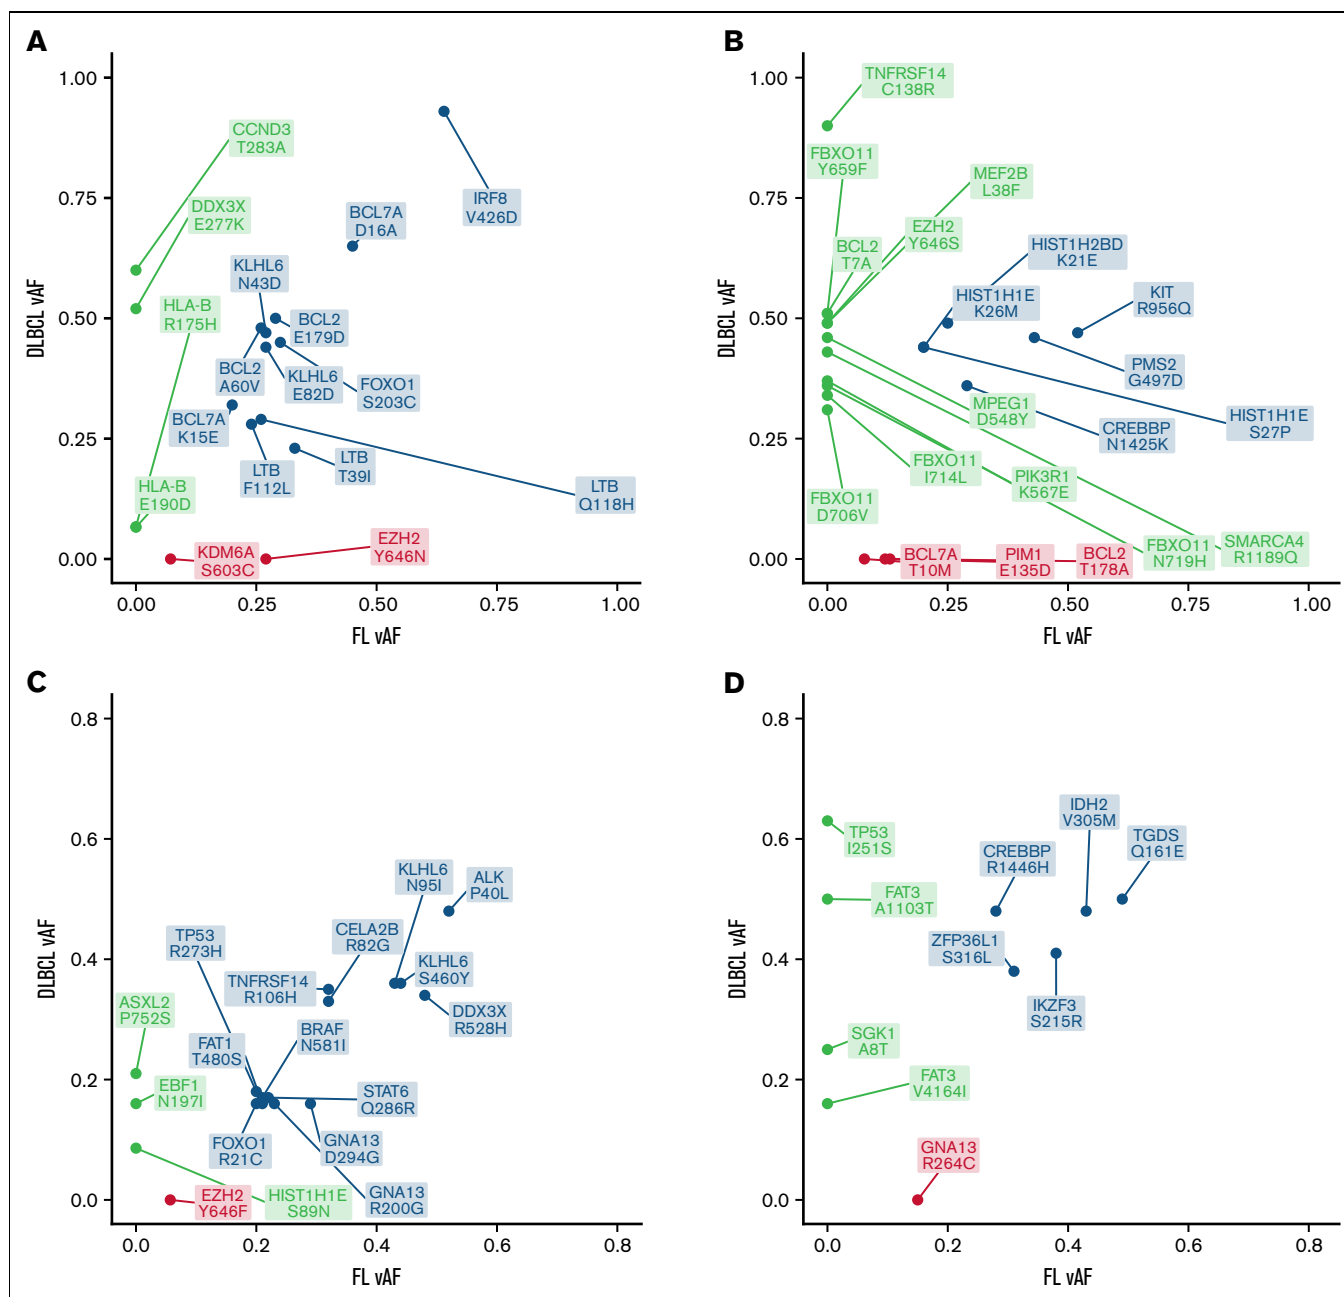 A
1.00
0.75
0.50
0.25
0.00
DLBCL vAF
0.00
0.25
0.50
0.75
1.00
FL vAF
CCND3
T283A
DDX3X
E277K
HLA-B
R175H
HLA-B
E190D
KLHL6
N43D
BCL7A
D16A
IRF8
V426D
BCL2
E179D
BCL2
A60V
KLHL6
E82D
FOXO1
S203C
BCL7A
K15E
LTB
F112L
LTB
T39I
LTB
Q118H
KDM6A
S603C
EZH2
Y646N
B
1.00
0.75
0.50
0.25
0.00
DLBCL vAF
0.00
0.25
0.50
0.75
1.00
FL vAF
TNFRSF14
C138R
FBXO11
Y659F
MEF2B
L38F
EZH2
Y646S
BCL2
T7A
HIST1H2BD
K21E
HIST1H1E
K26M
KIT
R956Q
PMS2
G497D
MPEG1
D548Y
CREBBP
N1425K
HIST1H1E
S27P
FBXO11
I714L
PIK3R1
K567E
FBXO11
D706V
FBXO11
N719H
SMARCA4
R1189Q
BCL7A
T10M
PIM1
E135D
BCL2
T178A
C
0.8
0.6
0.4
0.2
0.0
DLBCL vAF
0.0
0.2
0.4
0.6
0.8
FL vAF
KLHL6
N95I
ALK
P40L
TP53
R273H
CELA2B
R82G
TNFRSF14
R106H
KLHL6
S460Y
DDX3X
R528H
ASXL2
P752S
FAT1
T480S
BRAF
N581I
EBF1
N197I
STAT6
Q286R
FOXO1
R21C
GNA13
D294G
GNA13
R200G
EZH2
Y646F
HIST1H1E
S89N
D
0.8
0.6
0.4
0.2
0.0
DLBCL vAF
0.0
0.2
0.4
0.6
0.8
FL vAF
TP53
I251S
FAT3
A1103T
CREBBP
R1446H
IDH2
V305M
TGDS
Q161E
ZFP36L1
S316L
IKZF3
S215R
SGK1
A8T
FAT3
V4164I
GNA13
R264C